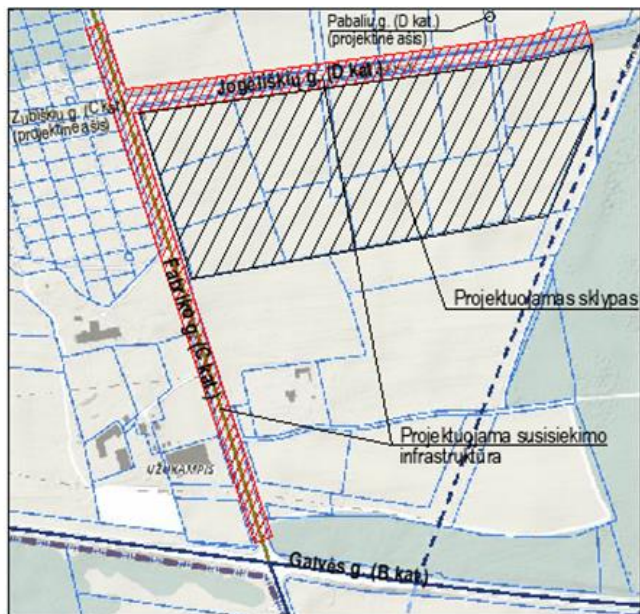 Pabalių g. (D kat.)
(projektinė ašis)
Jogėliškių g. (D kat.)
Zubiškių g. (C kat.)
(projektinė ašis)
Projektuojamas sklypas
Fabriko g. (C kat.)
Projektuojama susisiekimo
infrastruktūra
UŽUKAMPIS
Galvės g. (B kat.)